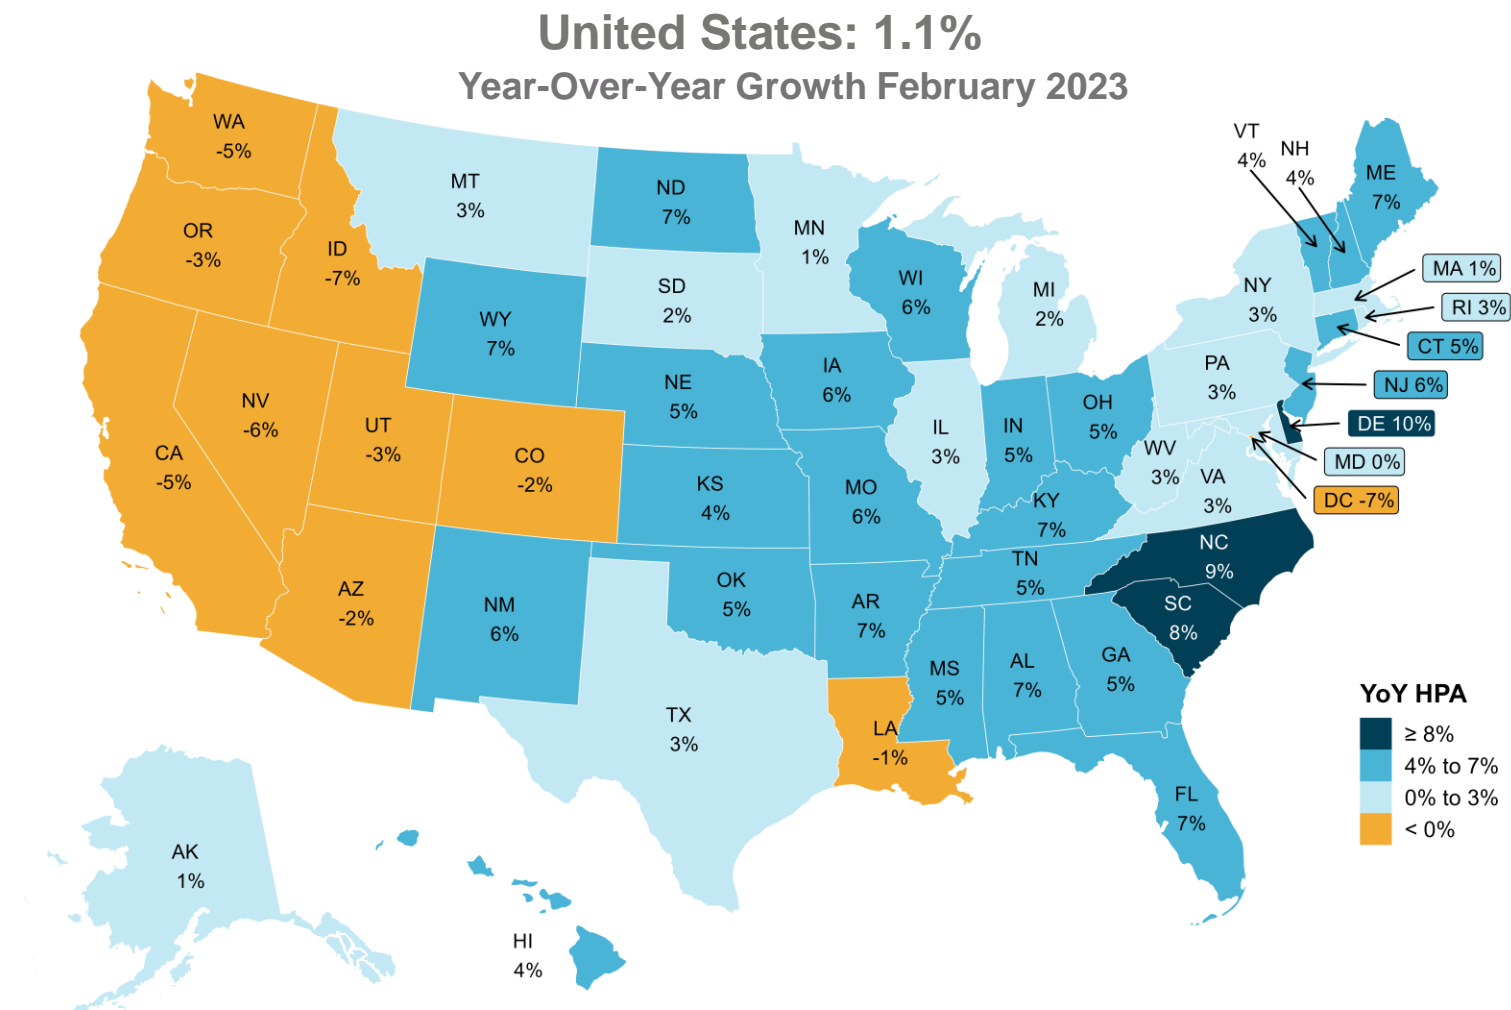 United States: 1.1%
Year-Over-Year Growth February 2023
WA
-5%
OR
-3%
ID
-7%
MT
3%
ND
7%
MN
1%
SD
2%
WY
7%
WI
6%
MI
2%
NY
3%
VT
4%
NH
4%
ME
7%
MA 1%
RI 3%
CT 5%
NJ 6%
DE 10%
MD 0%
DC -7%
PA
3%
OH
5%
IN
5%
IL
3%
IA
6%
NE
5%
NV
-6%
UT
-3%
CA
-5%
CO
-2%
KS
4%
MO
6%
KY
7%
WV
3%
VA
3%
NC
9%
TN
5%
SC
8%
AZ
-2%
NM
6%
OK
5%
AR
7%
MS
5%
AL
7%
GA
5%
TX
3%
LA
-1%
FL
7%
AK
1%
HI
4%
YoY HPA
≥ 8%
4% to 7%
0% to 3%
< 0%